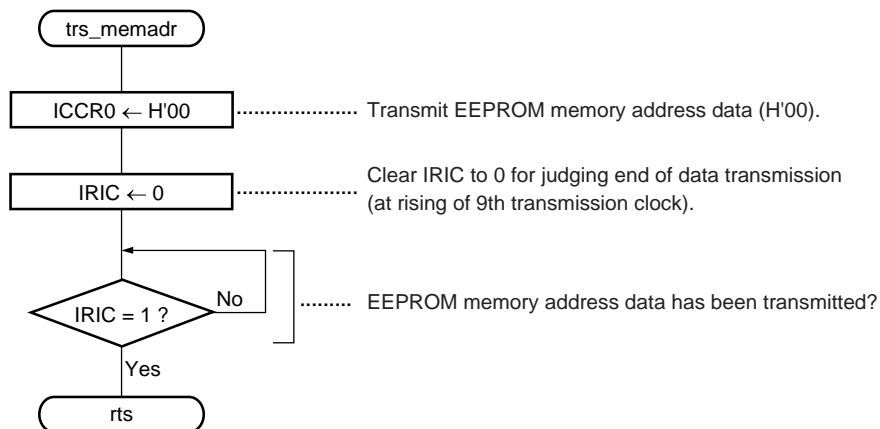 trs_memadr
ICCR0 ← H'00 ..................... Transmit EEPROM memory address data (H'00).
IRIC ← 0 ..................... Clear IRIC to 0 for judging end of data transmission
(at rising of 9th transmission clock).
IRIC = 1 ? No ......... EEPROM memory address data has been transmitted?
Yes
rts